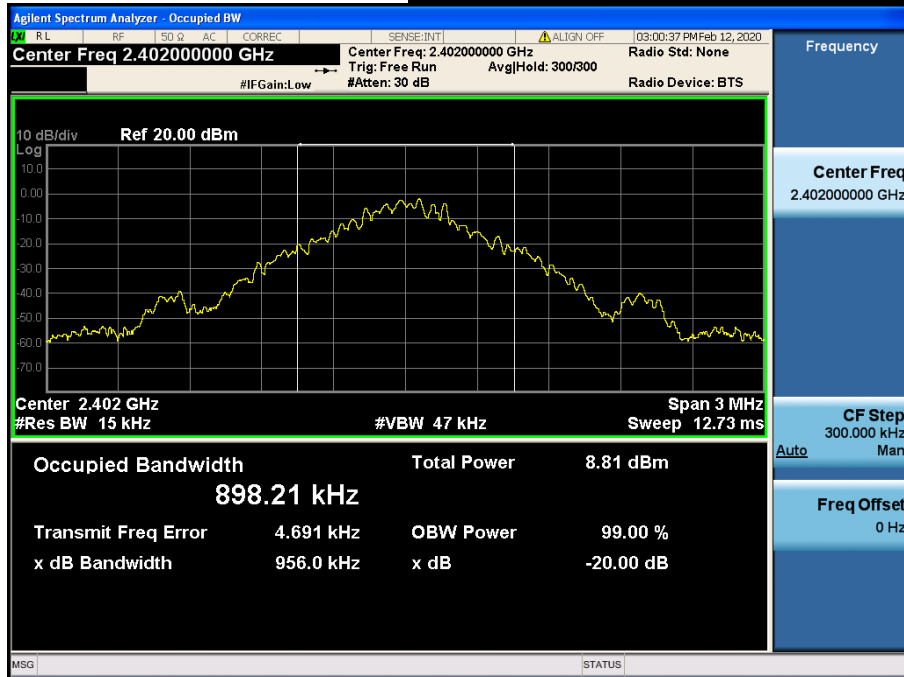 Agilent Spectrum Analyzer - Occupied BW
LXI RL RF 50 Ω AC CORREC SENSE:INT ALIGN OFF 03:00:37 PM Feb 12, 2020
Center Freq 2.402000000 GHz
Center Freq: 2.402000000 GHz Radio Std: None
Trig: Free Run Avg|Hold: 300/300
#IFGain:Low #Atten: 30 dB Radio Device: BTS
10 dB/div Ref 20.00 dBm
Log
10.0
0.00
-10.0
-20.0
-30.0
-40.0
-50.0
-60.0
-70.0
Center 2.402 GHz Span 3 MHz
#Res BW 15 kHz #VBW 47 kHz Sweep 12.73 ms
Occupied Bandwidth Total Power 8.81 dBm
898.21 kHz
Transmit Freq Error 4.691 kHz OBW Power 99.00 %
x dB Bandwidth 956.0 kHz x dB -20.00 dB
MSG STATUS
Frequency
Center Freq
2.402000000 GHz
CF Step
300.000 kHz
Auto Man
Freq Offset
0 Hz